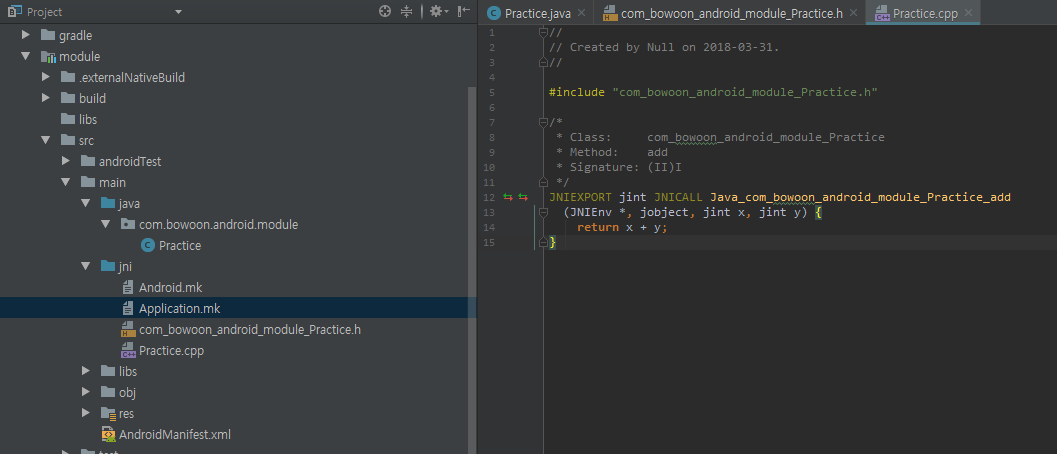 Project
gradle
module
.externalNativeBuild
build
libs
src
androidTest
main
java
com.bowoon.android.module
Practice
jni
Android.mk
Application.mk
com_bowoon_android_module_Practice.h
Practice.cpp
libs
obj
res
AndroidManifest.xml
Practice.java
com_bowoon_android_module_Practice.h
Practice.cpp
1 //
2 // Created by Null on 2018-03-31.
3 //
4
5 #include "com_bowoon_android_module_Practice.h"
6
7 /*
8 * Class: com_bowoon_android_module_Practice
9 * Method: add
10 * Signature: (II)I
11 */
12 JNIEXPORT jint JNICALL Java_com_bowoon_android_module_Practice_add
13 (JNIEnv *, jobject, jint x, jint y) {
14 return x + y;
15 }